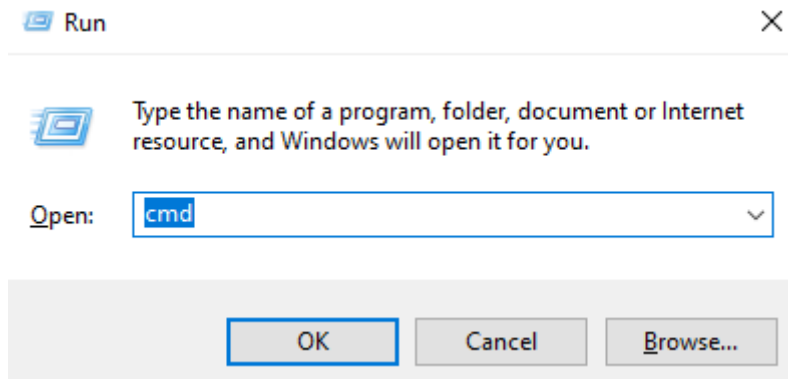 Run
Type the name of a program, folder, document or Internet
resource, and Windows will open it for you.
Open: cmd
OK Cancel Browse...